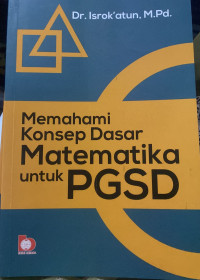 Dr. Isrok'atun, M.Pd.
Memahami
Konsep Dasar
Matematika
untuk PGSD